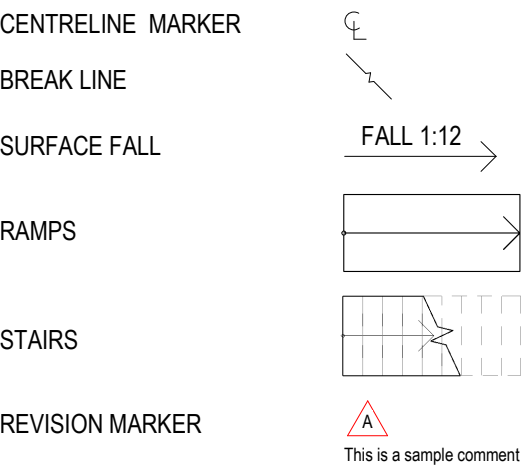 CENTRELINE MARKER ℄
BREAK LINE
SURFACE FALL FALL 1:12
RAMPS
STAIRS
REVISION MARKER A
This is a sample comment